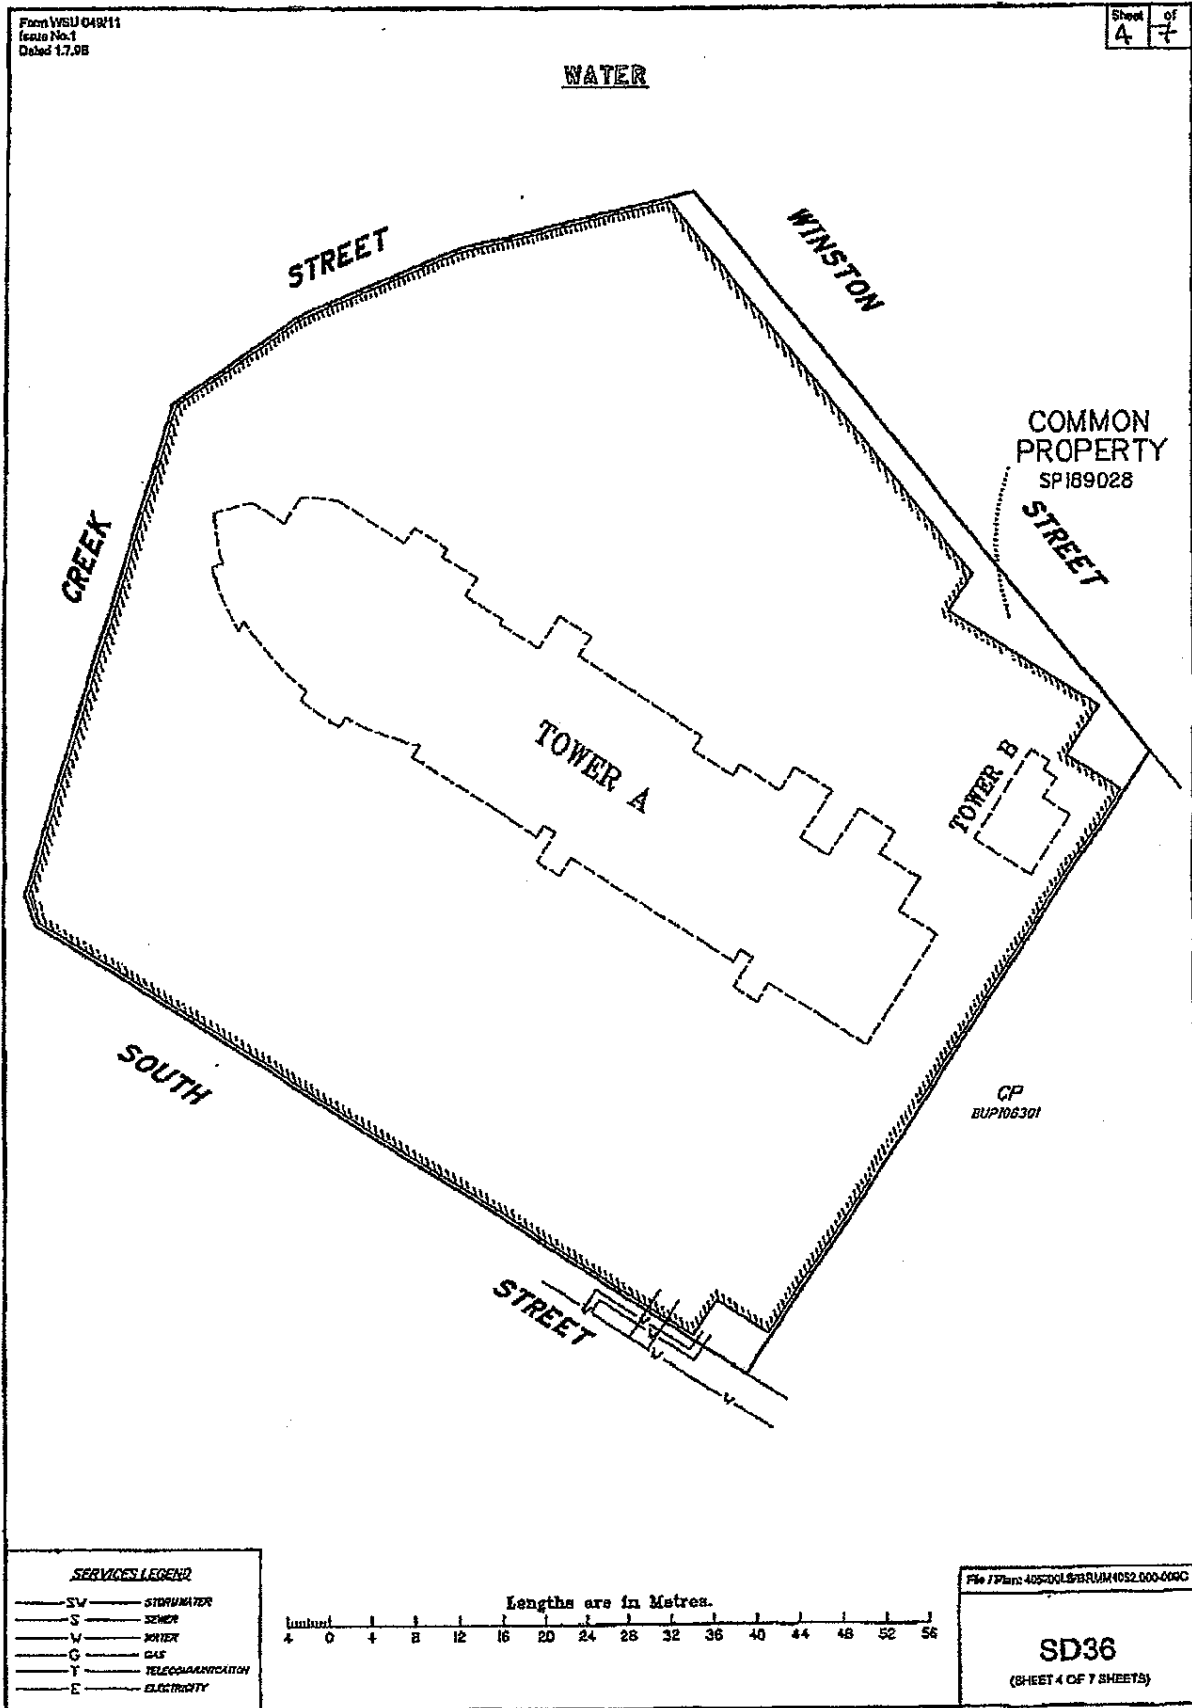 Form WSU 049/11
Issue No.1
Dated 1.7.98
Sheet of
4 7
WATER
STREET
WINSTON
COMMON
PROPERTY
SP189028
STREET
CREEK
TOWER A
TOWER B
SOUTH
CP
BUP106301
STREET
W
W
W
W
SERVICES LEGEND
SW STORMWATER
S SEWER
W WATER
G GAS
T TELECOMMUNICATION
E ELECTRICITY
Lengths are in Metres.
4 0 4 8 12 16 20 24 28 32 36 40 44 48 52 56
File / Plan:
SD36
(SHEET 4 OF 7 SHEETS)